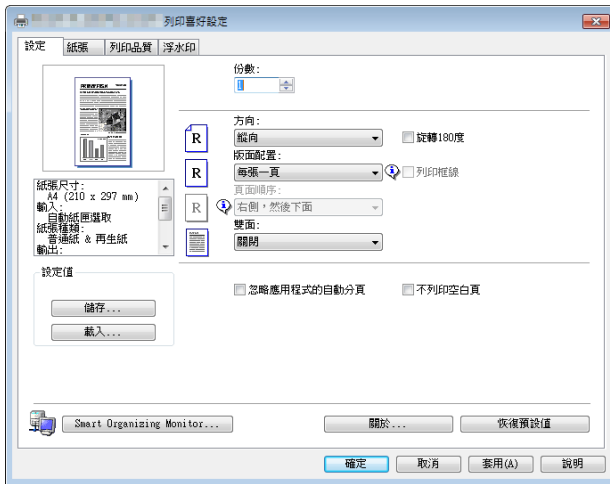 列印喜好設定
設定 紙張 列印品質 浮水印
份數:
1
方向:
縱向
旋轉180度
版面配置:
每張一頁
列印框線
頁面順序:
右側，然後下面
雙面:
關閉
紙張尺寸:
A4 (210 x 297 mm)
輸入:
自動紙匣選取
紙張種類:
普通紙 & 再生紙
輸出:
設定值
儲存...
載入...
忽略應用程式的自動分頁
不列印空白頁
Smart Organizing Monitor...
關於...
恢復預設值
確定
取消
套用(A)
說明
R
R
R